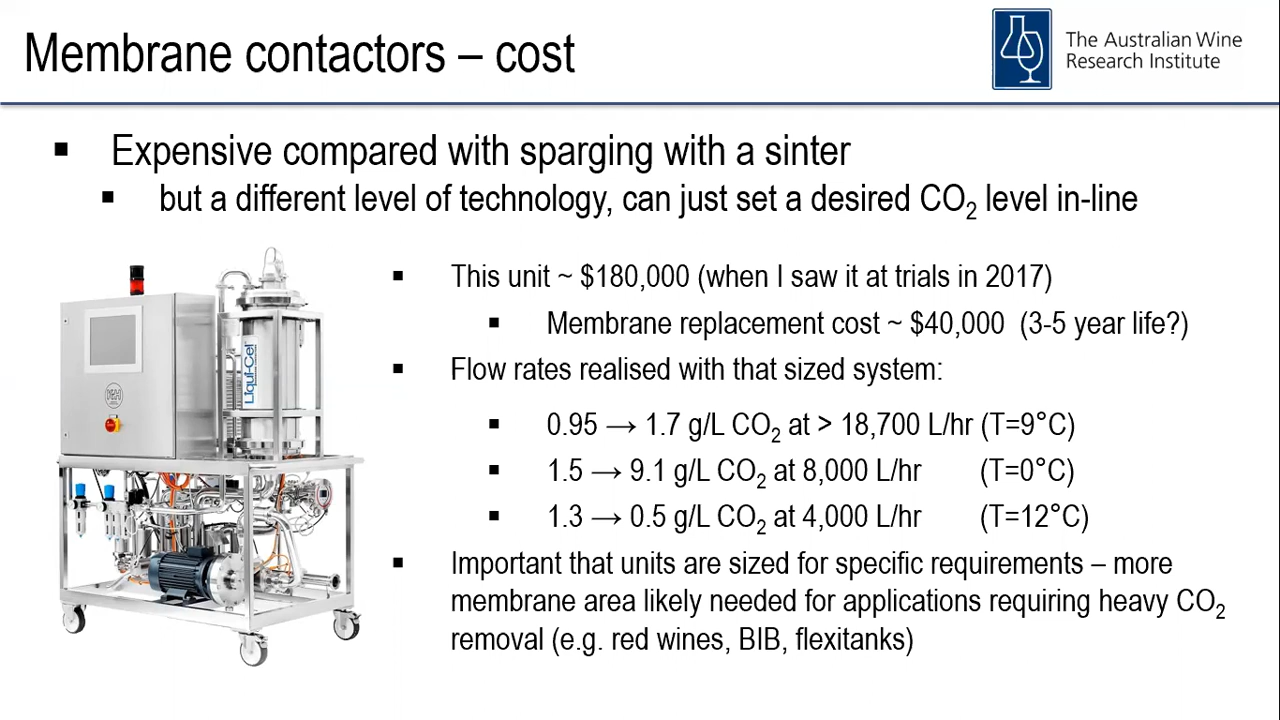 Membrane contactors – cost
The Australian Wine
Research Institute
▪ Expensive compared with sparging with a sinter
▪ but a different level of technology, can just set a desired CO₂ level in-line
▪ This unit ~ $180,000 (when I saw it at trials in 2017)
▪ Membrane replacement cost ~ $40,000 (3-5 year life?)
▪ Flow rates realised with that sized system:
▪ 0.95 → 1.7 g/L CO₂ at > 18,700 L/hr (T=9°C)
▪ 1.5 → 9.1 g/L CO₂ at 8,000 L/hr (T=0°C)
▪ 1.3 → 0.5 g/L CO₂ at 4,000 L/hr (T=12°C)
▪ Important that units are sized for specific requirements – more
membrane area likely needed for applications requiring heavy CO₂
removal (e.g. red wines, BIB, flexitanks)
Liqui-Cel